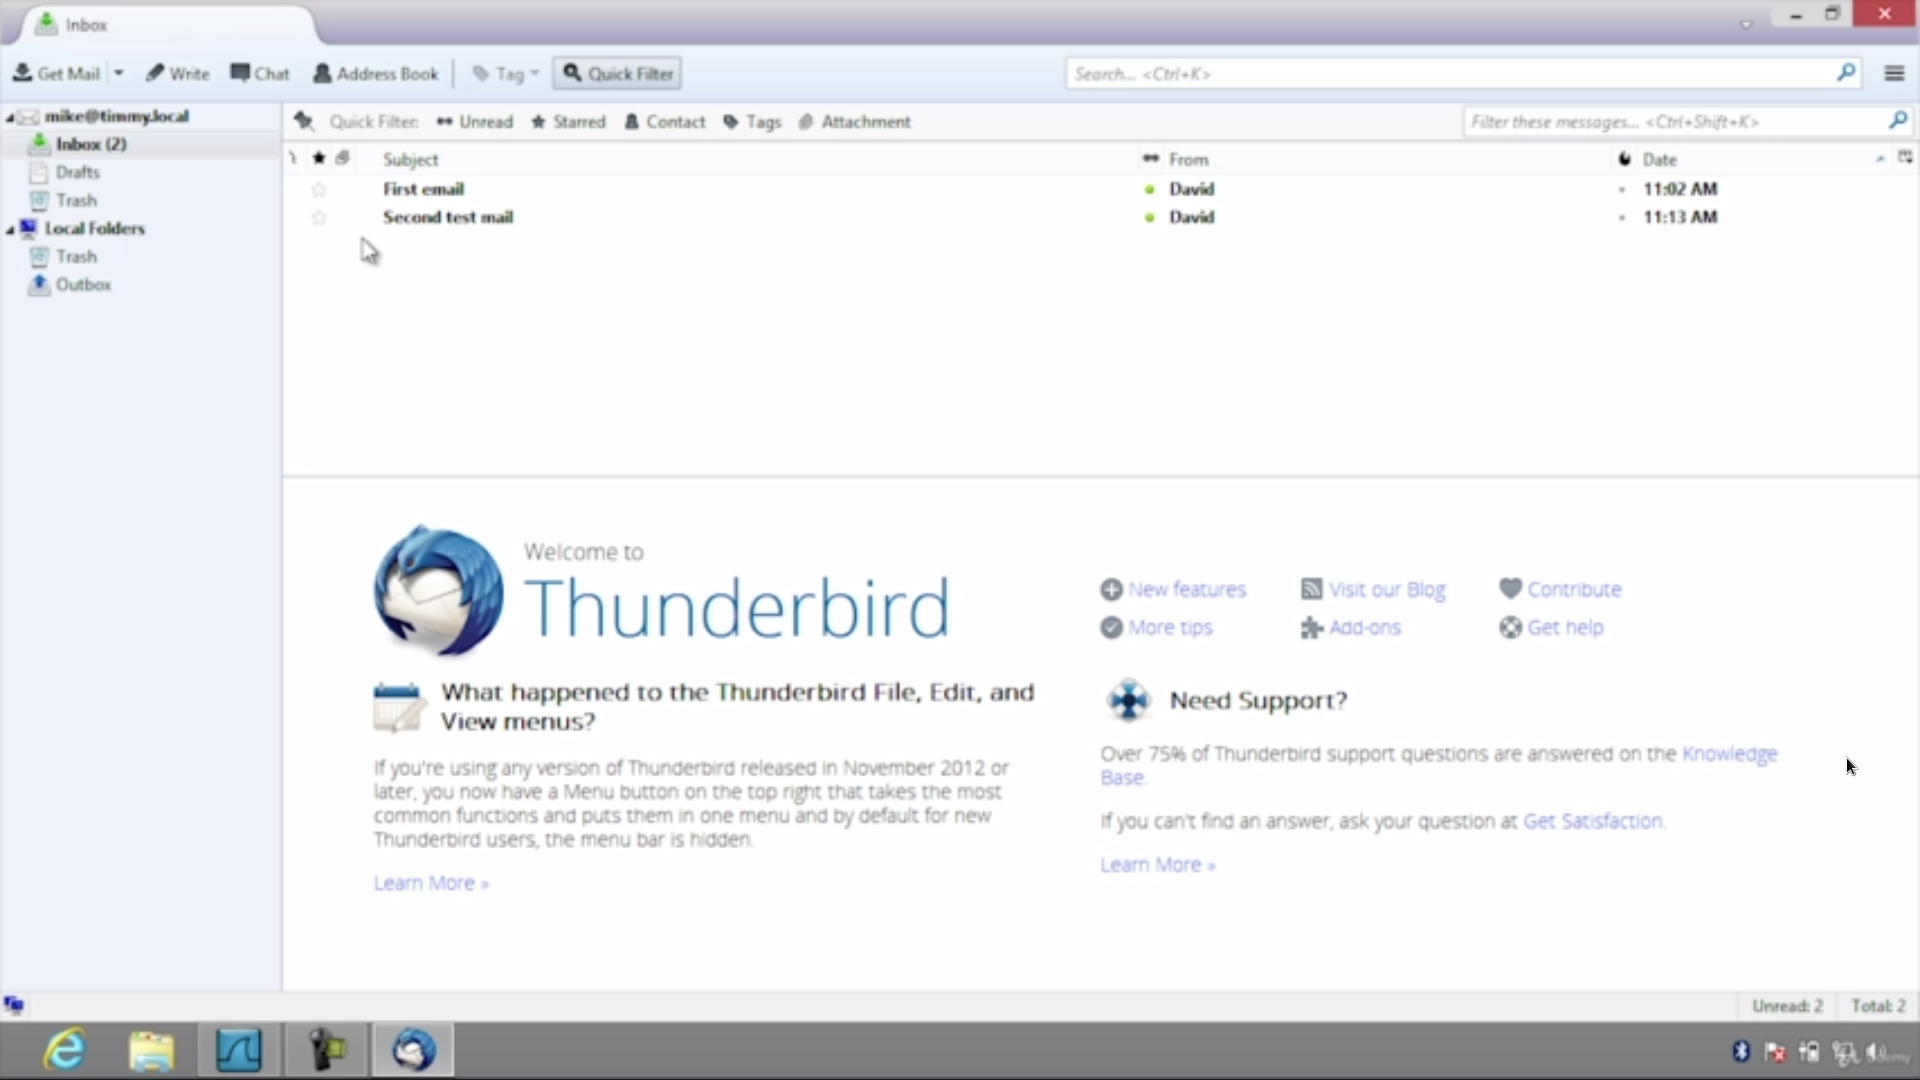 Inbox
Get Mail
Write
Chat
Address Book
Tag
Quick Filter
Search... <Ctrl+K>
mike@timmy.local
Quick Filter:
Unread
Starred
Contact
Tags
Attachment
Filter these messages... <Ctrl+Shift+K>
Inbox (2)
Drafts
Trash
Local Folders
Trash
Outbox
Subject
From
Date
First email
David
11:02 AM
Second test mail
David
11:13 AM
Welcome to
Thunderbird
New features
Visit our Blog
Contribute
More tips
Add-ons
Get help
What happened to the Thunderbird File, Edit, and
View menus?
If you're using any version of Thunderbird released in November 2012 or
later, you now have a Menu button on the top right that takes the most
common functions and puts them in one menu and by default for new
Thunderbird users, the menu bar is hidden.
Learn More »
Need Support?
Over 75% of Thunderbird support questions are answered on the Knowledge
Base.
If you can't find an answer, ask your question at Get Satisfaction.
Learn More »
Unread: 2
Total: 2